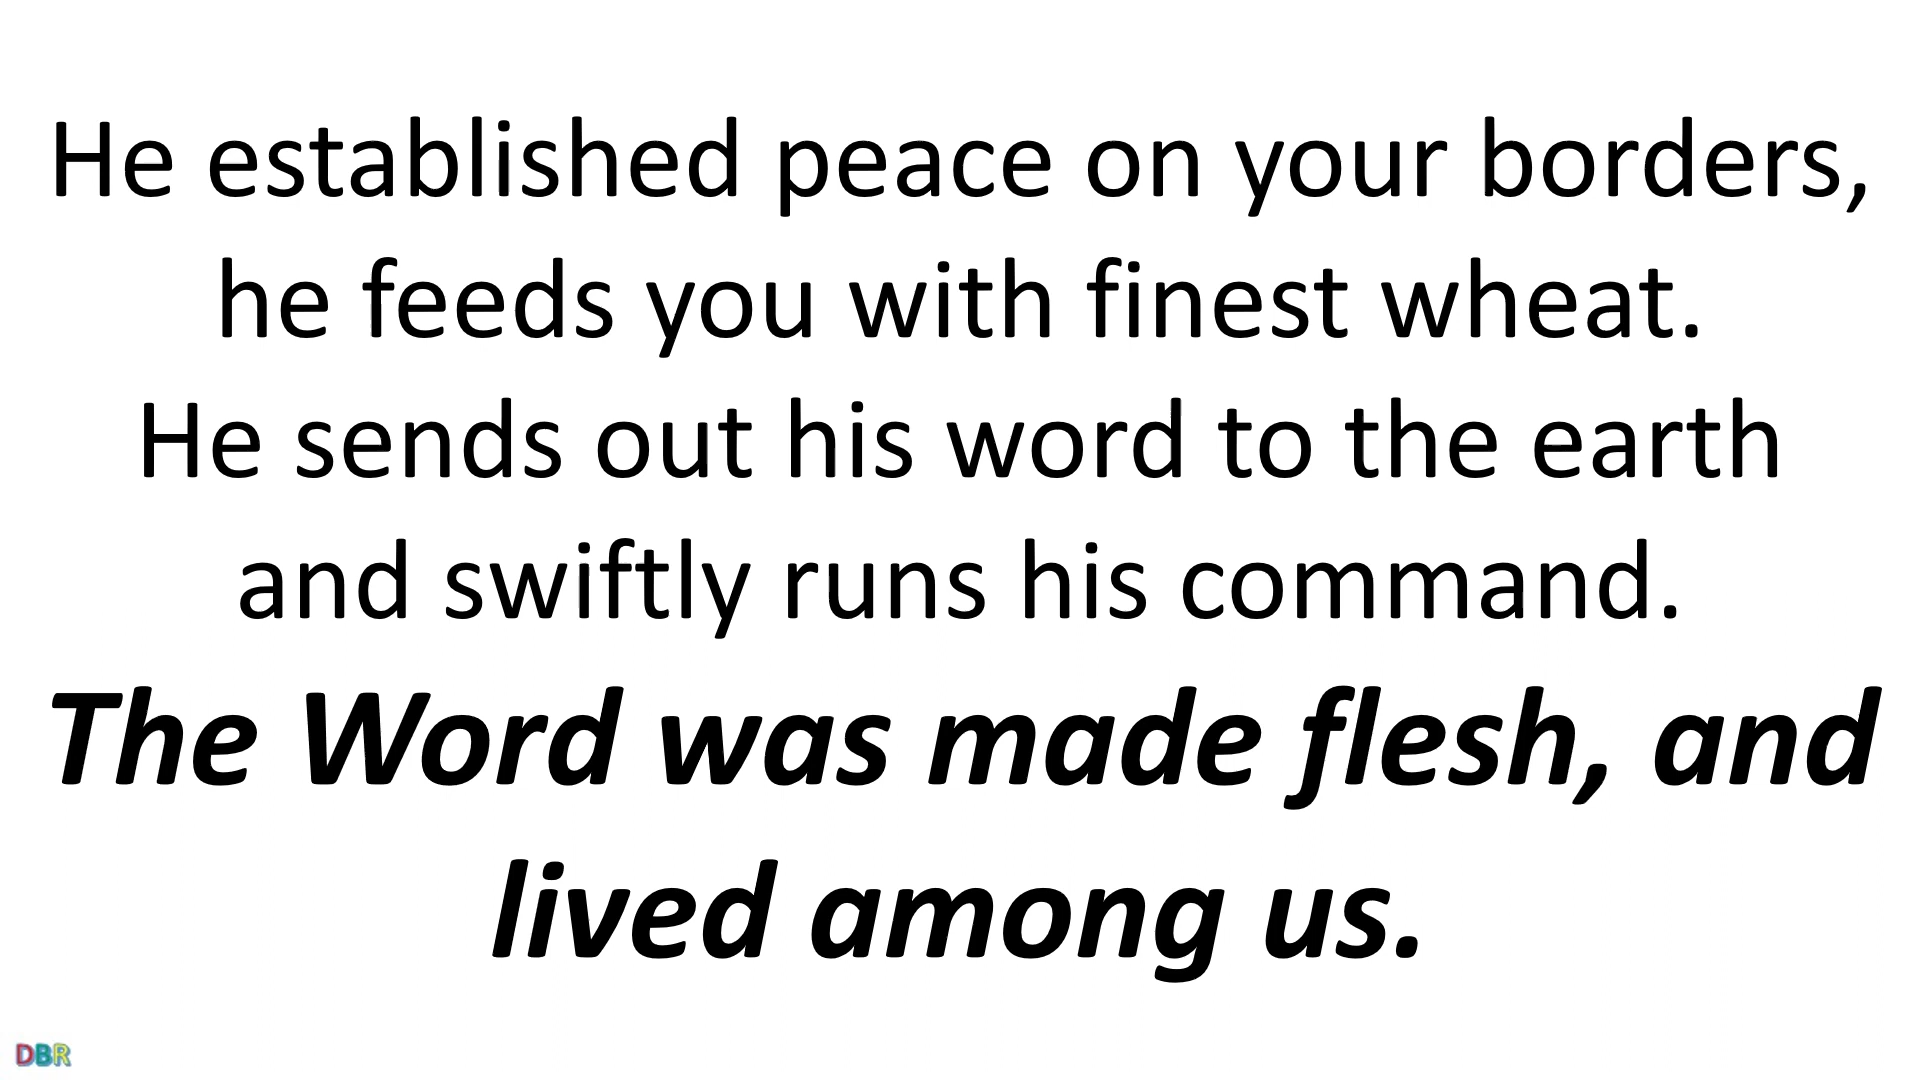 He established peace on your borders,
he feeds you with finest wheat.
He sends out his word to the earth
and swiftly runs his command.
The Word was made flesh, and
lived among us.
DBR